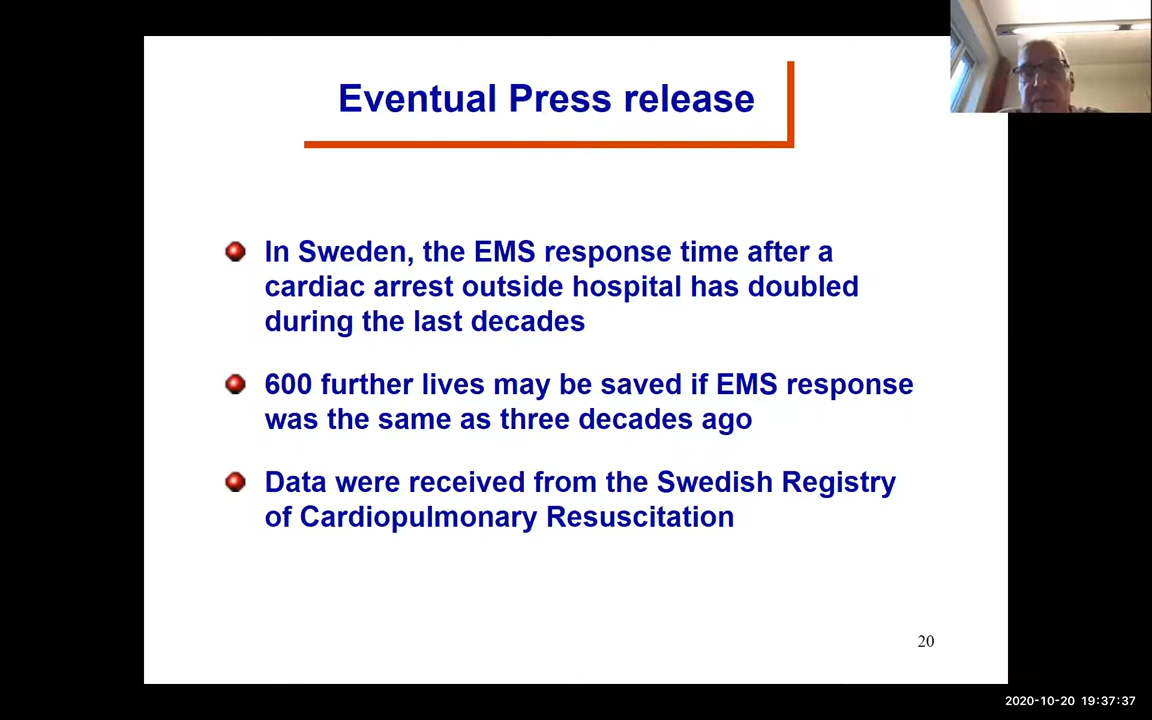 Eventual Press release
In Sweden, the EMS response time after a
cardiac arrest outside hospital has doubled
during the last decades
600 further lives may be saved if EMS response
was the same as three decades ago
Data were received from the Swedish Registry
of Cardiopulmonary Resuscitation
20
2020-10-20 19:37:37